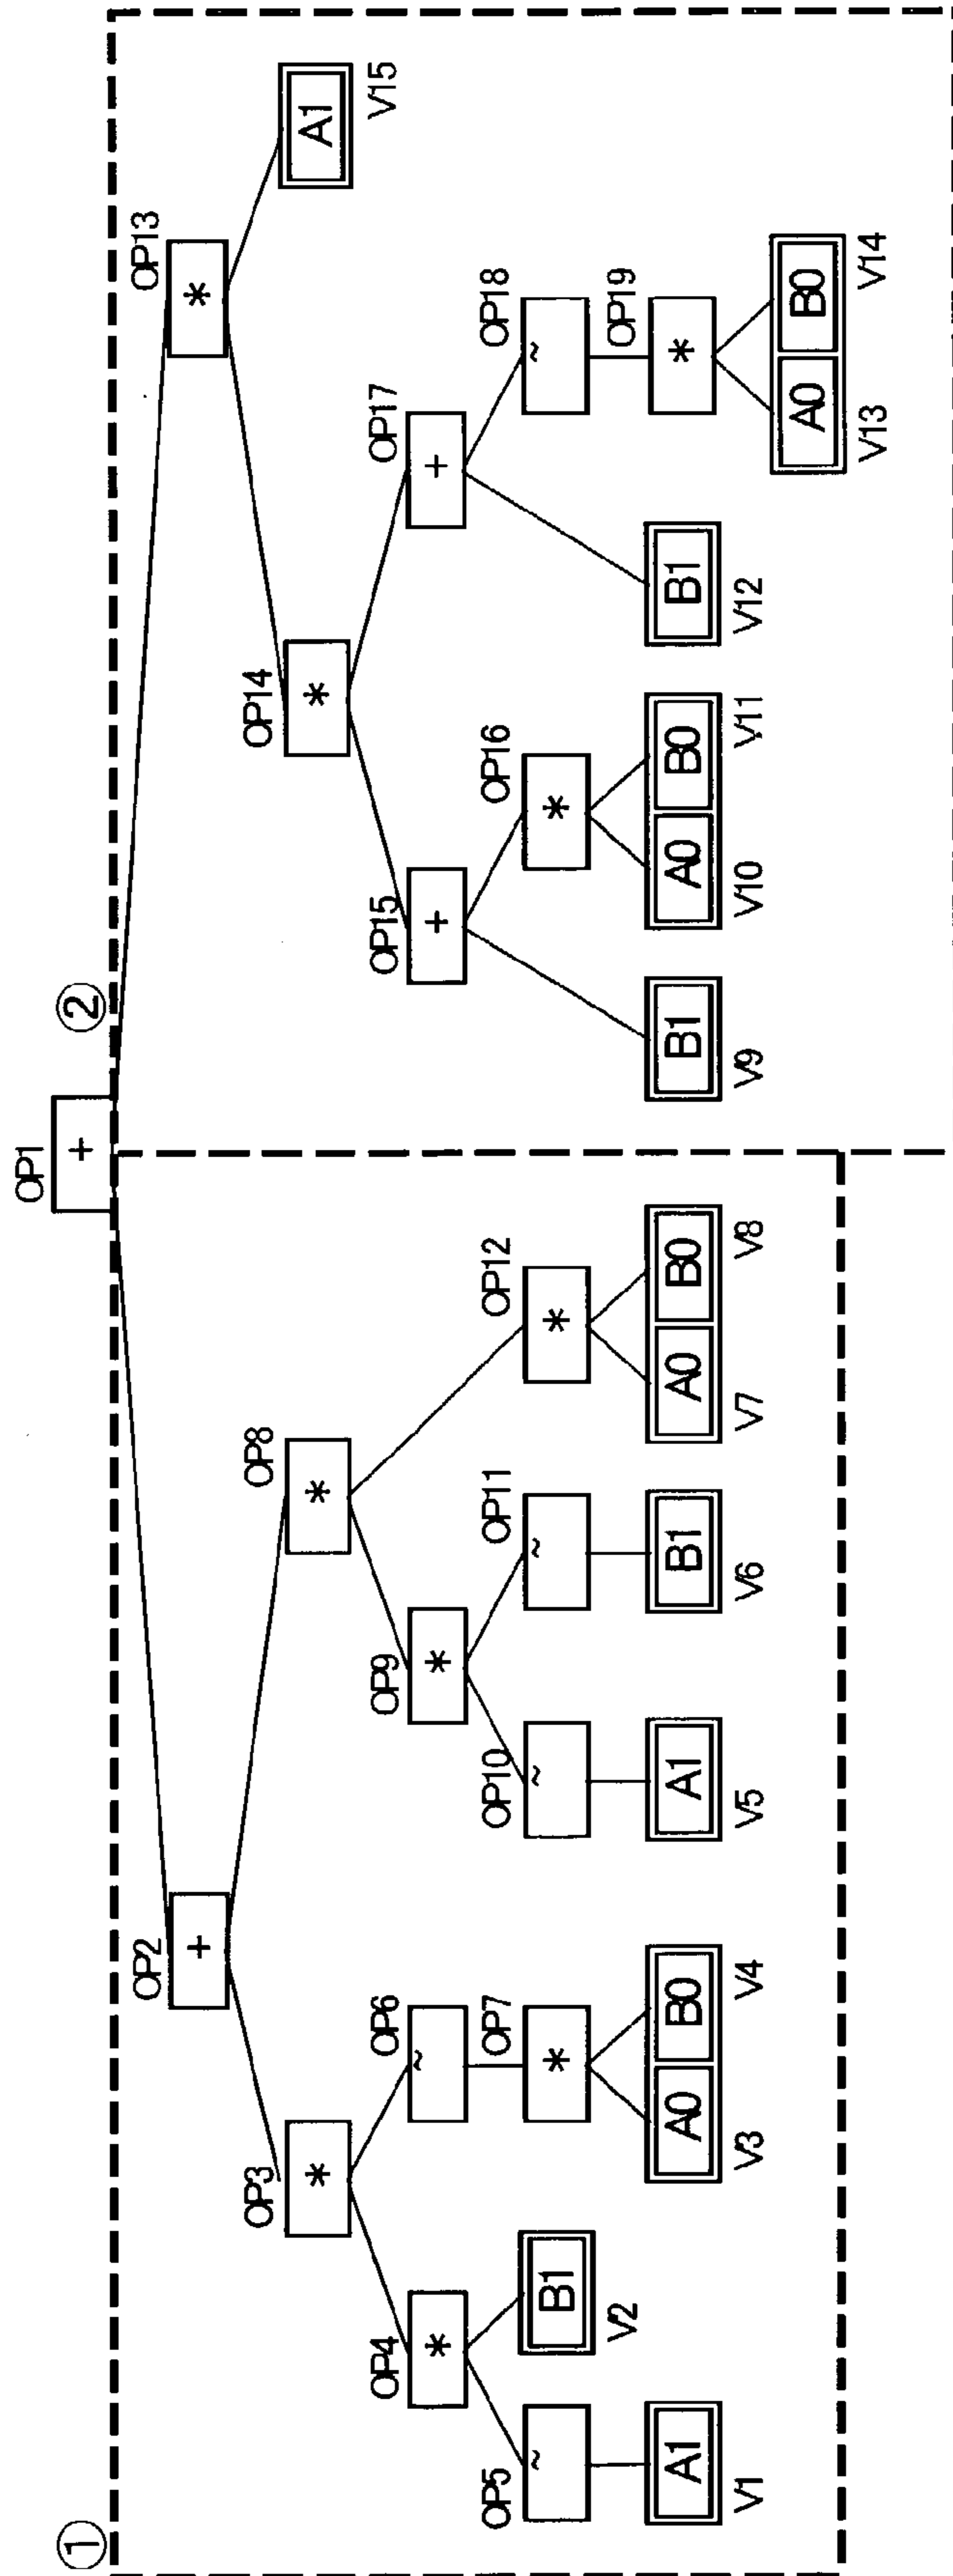 OP1
+
① ②
OP2 OP13
+ *
OP3 OP8 OP14 A1
* * * V15
OP4 OP6 OP9 OP15 OP17
* ~ * + +
OP5 B1 OP7 OP10 OP11 OP12 OP16 OP18
~ V2 * ~ ~ * * ~
A1 A0 B0 A1 B1 A0 B0 B1 A0 B0 B1 OP19
V1 V3 V4 V5 V6 V7 V8 V9 V10 V11 V12 *
A0 B0
V13 V14